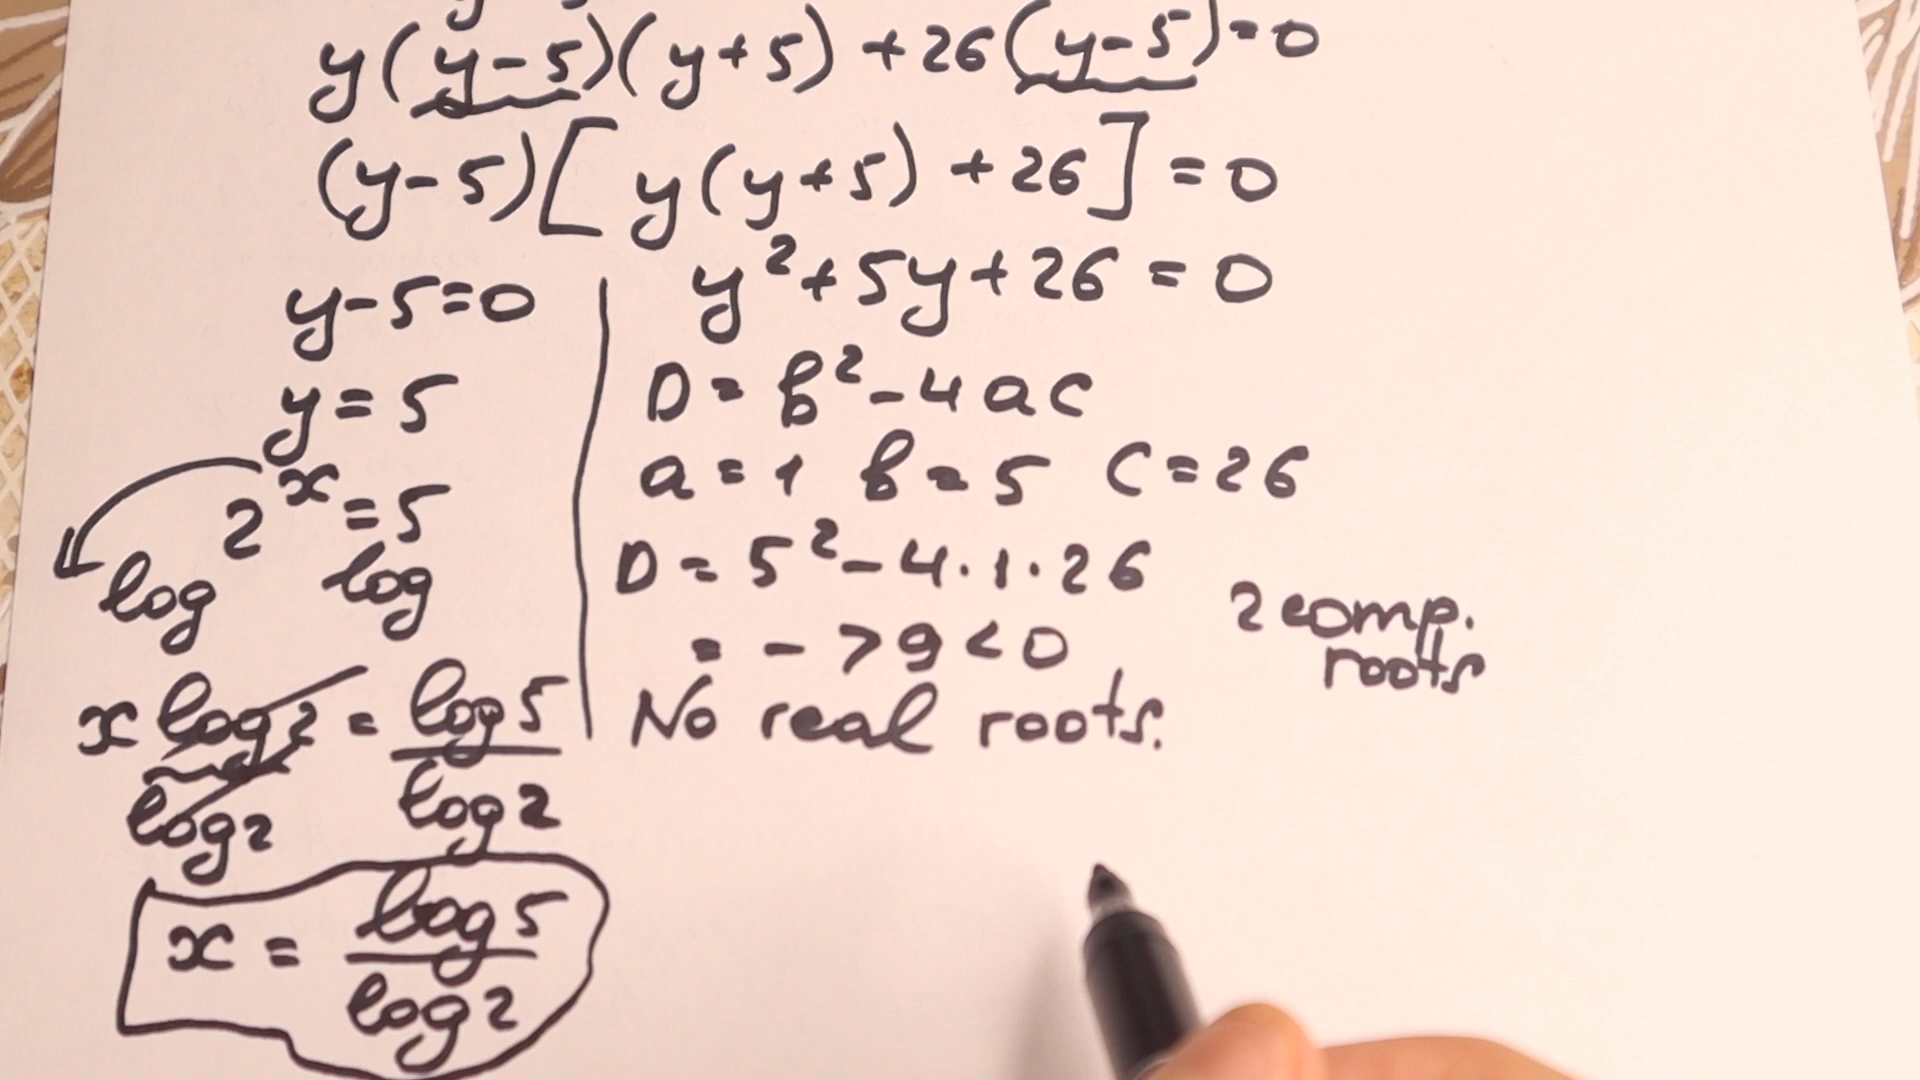 y(y-5)(y+5)+26(y-5)=0
(y-5)[y(y+5)+26]=0
y-5=0
y=5
2^x=5
log log
x log2 = log5
log2 log2
x = log5
log2
y²+5y+26=0
D=b²-4ac
a=1 b=5 c=26
D=5²-4·1·26
=-79<0
No real roots.
2 comp.
roots